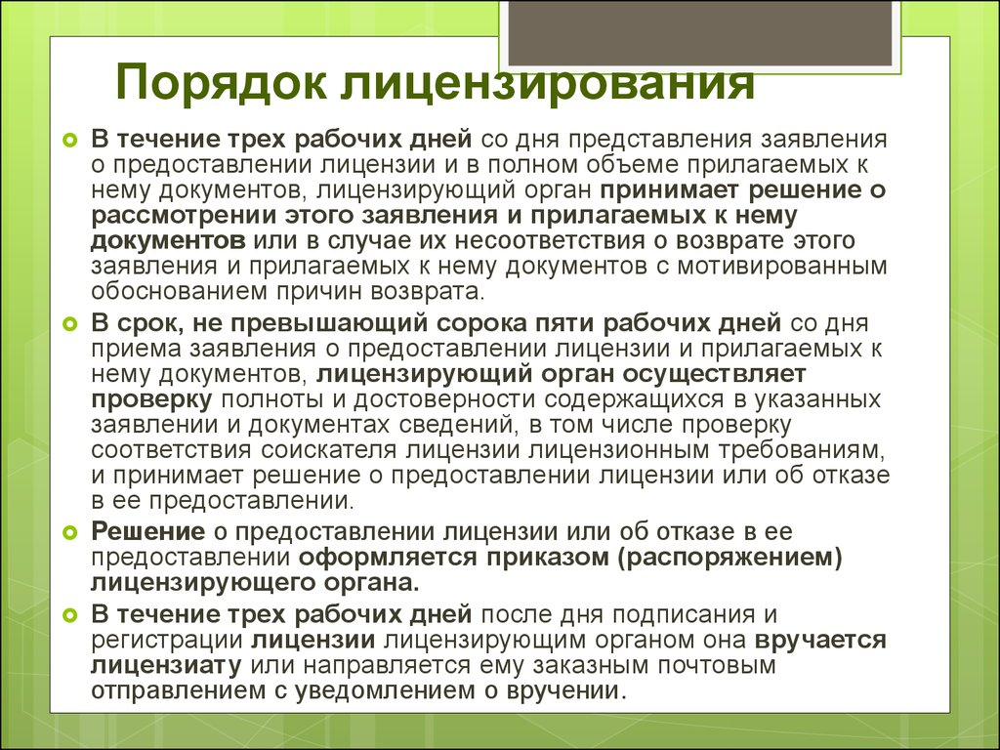 Порядок лицензирования
В течение трех рабочих дней со дня представления заявления
о предоставлении лицензии и в полном объеме прилагаемых к
нему документов, лицензирующий орган принимает решение о
рассмотрении этого заявления и прилагаемых к нему
документов или в случае их несоответствия о возврате этого
заявления и прилагаемых к нему документов с мотивированным
обоснованием причин возврата.
В срок, не превышающий сорока пяти рабочих дней со дня
приема заявления о предоставлении лицензии и прилагаемых к
нему документов, лицензирующий орган осуществляет
проверку полноты и достоверности содержащихся в указанных
заявлении и документах сведений, в том числе проверку
соответствия соискателя лицензии лицензионным требованиям,
и принимает решение о предоставлении лицензии или об отказе
в ее предоставлении.
Решение о предоставлении лицензии или об отказе в ее
предоставлении оформляется приказом (распоряжением)
лицензирующего органа.
В течение трех рабочих дней после дня подписания и
регистрации лицензии лицензирующим органом она вручается
лицензиату или направляется ему заказным почтовым
отправлением с уведомлением о вручении.